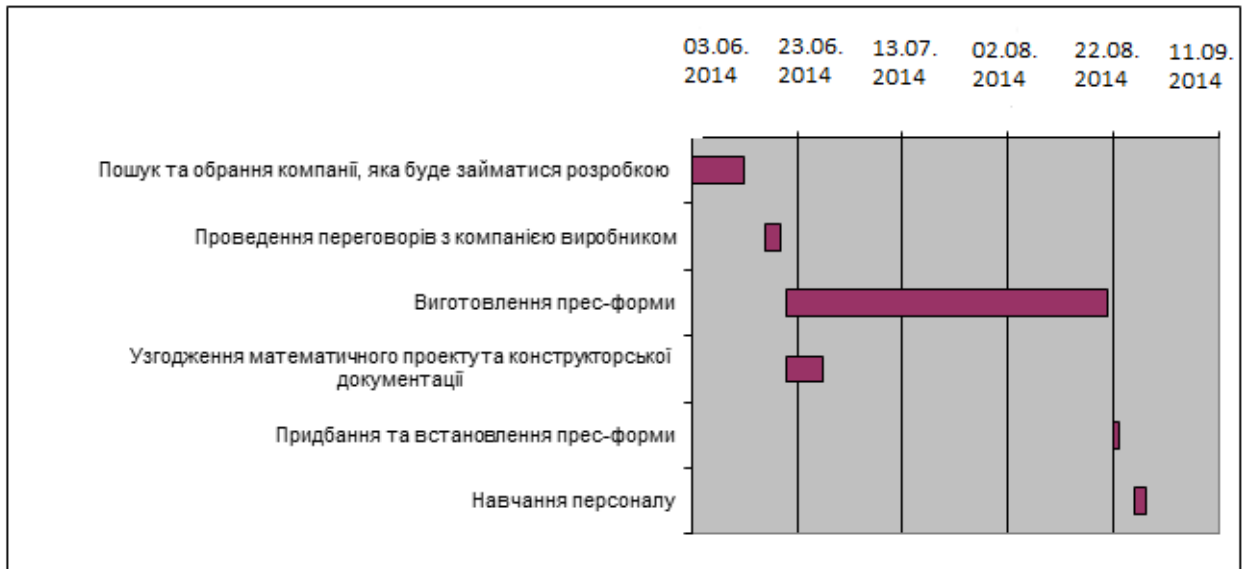 03.06. 23.06. 13.07. 02.08. 22.08. 11.09.
2014 2014 2014 2014 2014 2014
Пошук та обрання компанії, яка буде займатися розробкою
Проведення переговорів з компанією виробником
Виготовлення прес-форми
Узгодження математичного проекту та конструкторської
документації
Придбання та встановлення прес-форми
Навчання персоналу